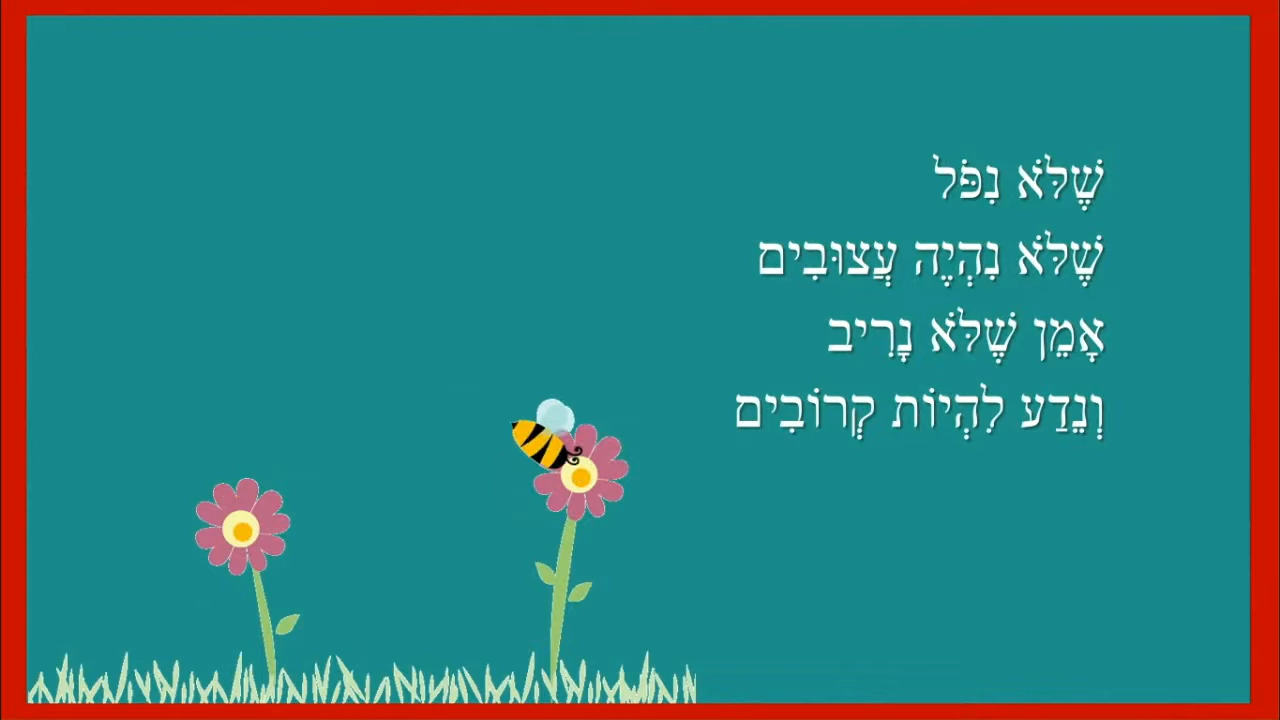 שֶׁלֹּא נִפֹּל
שֶׁלֹּא נִהְיֶה עֲצוּבִים
אָמֵן שֶׁלֹּא נָרִיב
וְנֵדַע לִהְיוֹת קְרוֹבִים